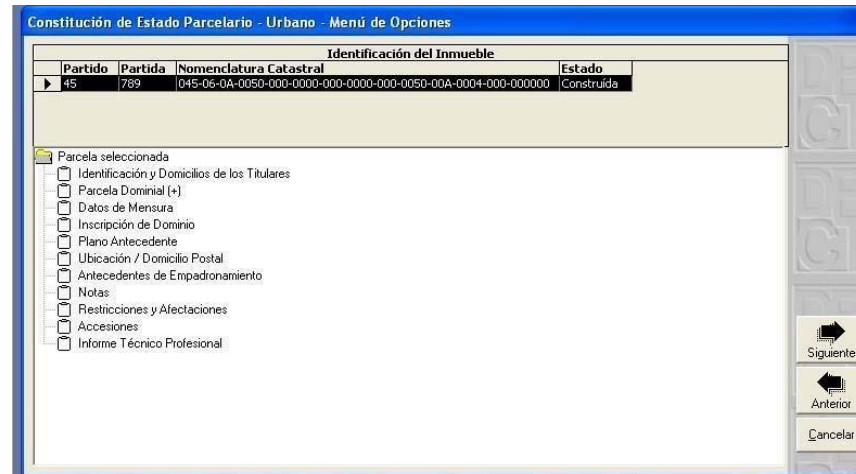 Constitución de Estado Parcelario - Urbano - Menú de Opciones
Identificación del Inmueble
Partido Partida Nomenclatura Catastral Estado
45 789 045-06-0A-0050-000-0000-000-0000-000-0050-00A-0004-000-000000 Construída
Parcela seleccionada
Identificación y Domicilios de los Titulares
Parcela Dominial (+)
Datos de Mensura
Inscripción de Dominio
Plano Antecedente
Ubicación / Domicilio Postal
Antecedentes de Empadronamiento
Notas
Restricciones y Afectaciones
Accesiones
Informe Técnico Profesional
Siguiente
Anterior
Cancelar